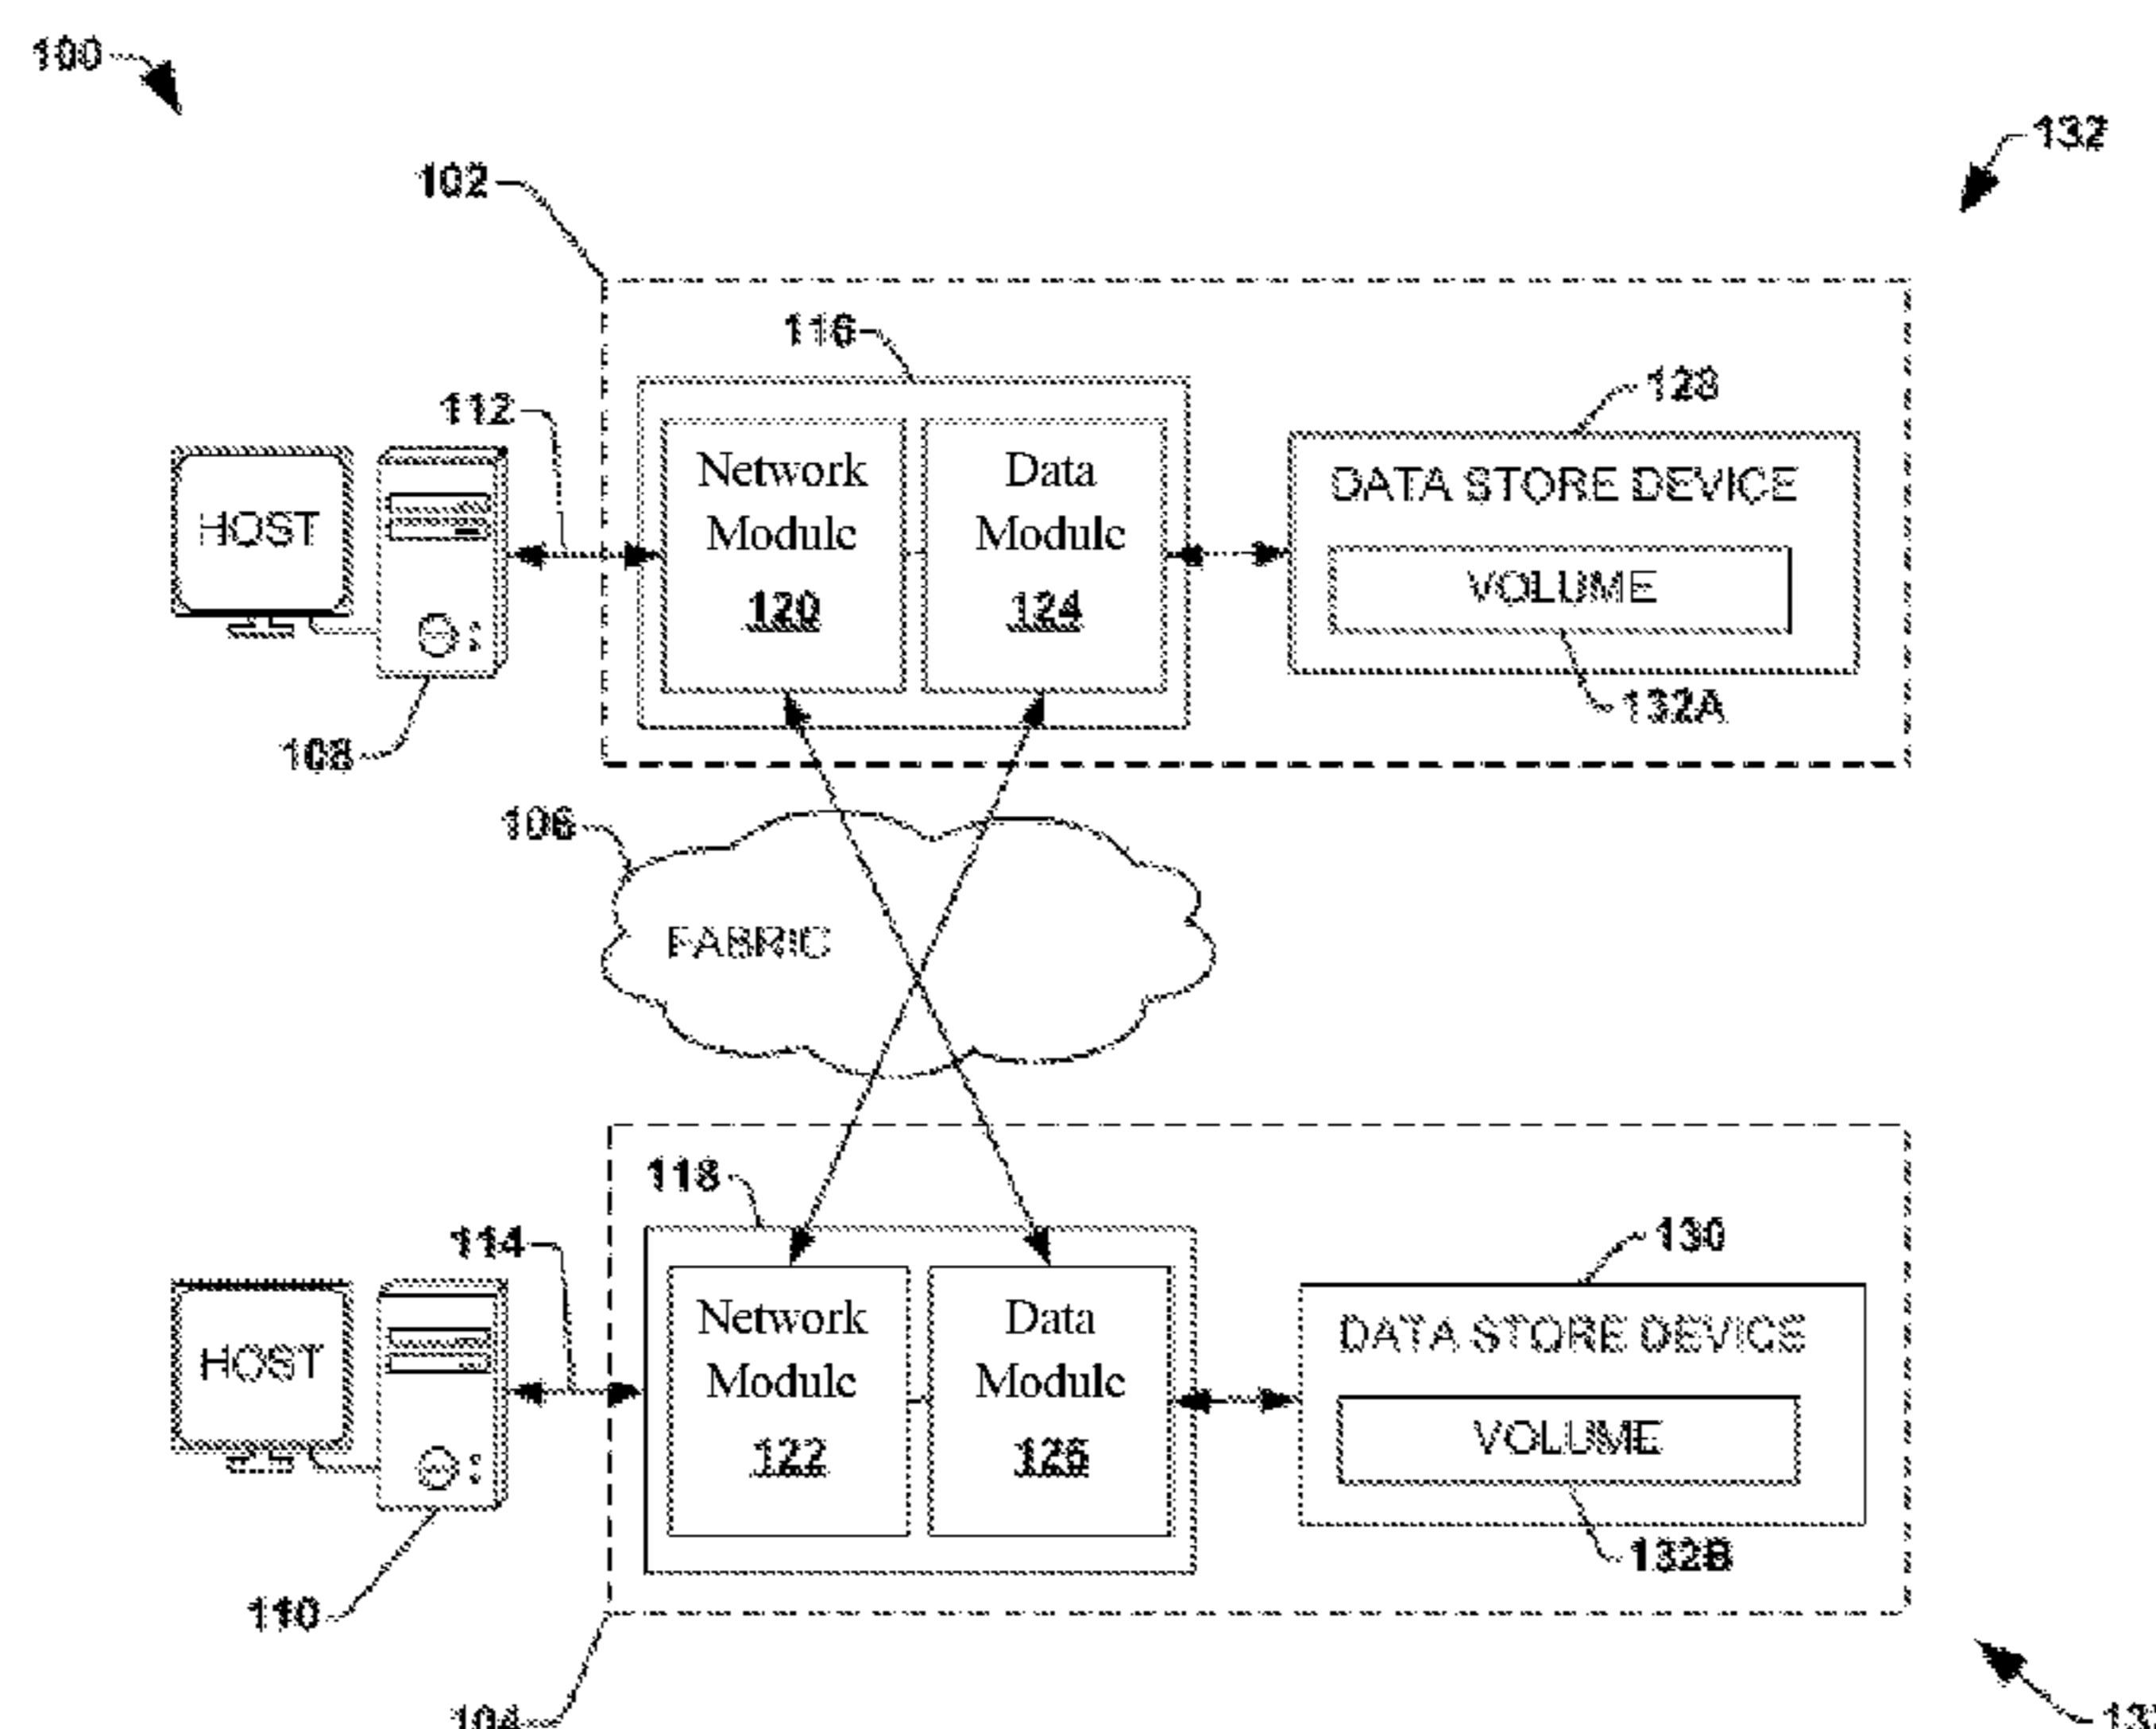 100
132
102
116
128
112
Network
Module
120
Data
Module
124
DATA STORE DEVICE
VOLUME
HOST
132A
108
106
FABRIC
118
130
114
Network
Module
122
Data
Module
126
DATA STORE DEVICE
VOLUME
HOST
132B
110
104